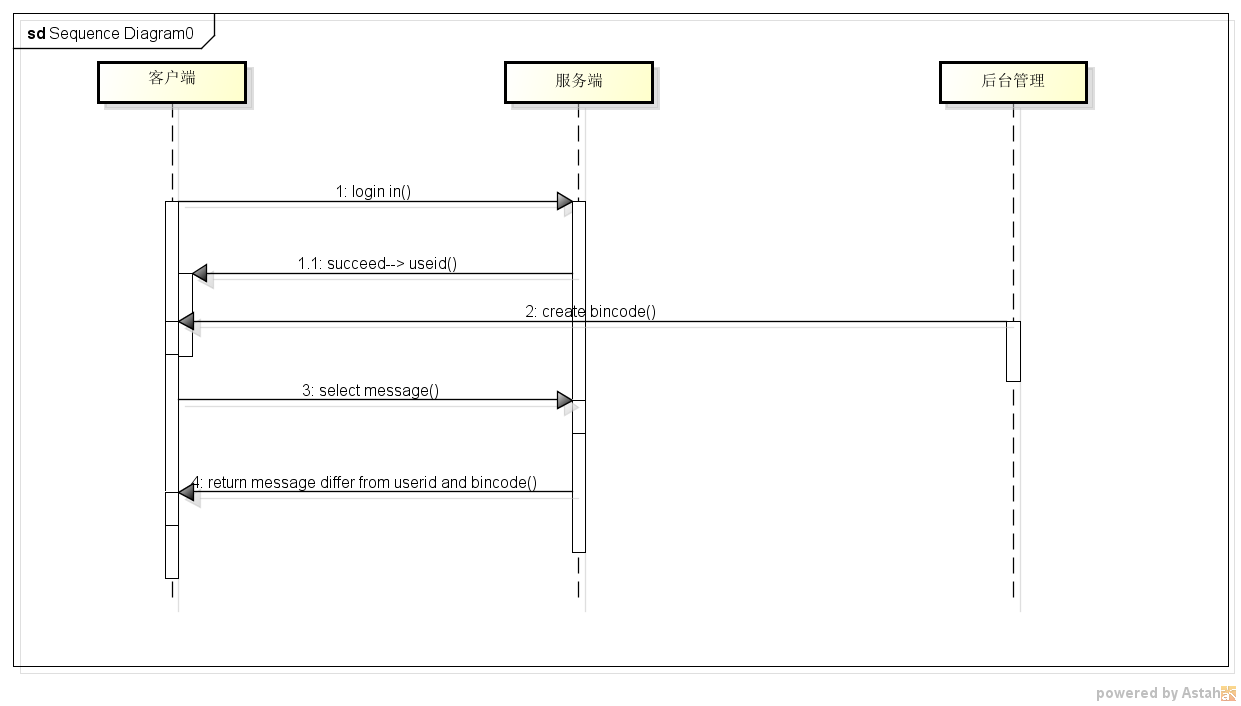 sd Sequence Diagram0
客户端
服务端
后台管理
1: login in()
1.1: succeed--> useid()
2: create bincode()
3: select message()
4: return message differ from userid and bincode()
powered by Astah